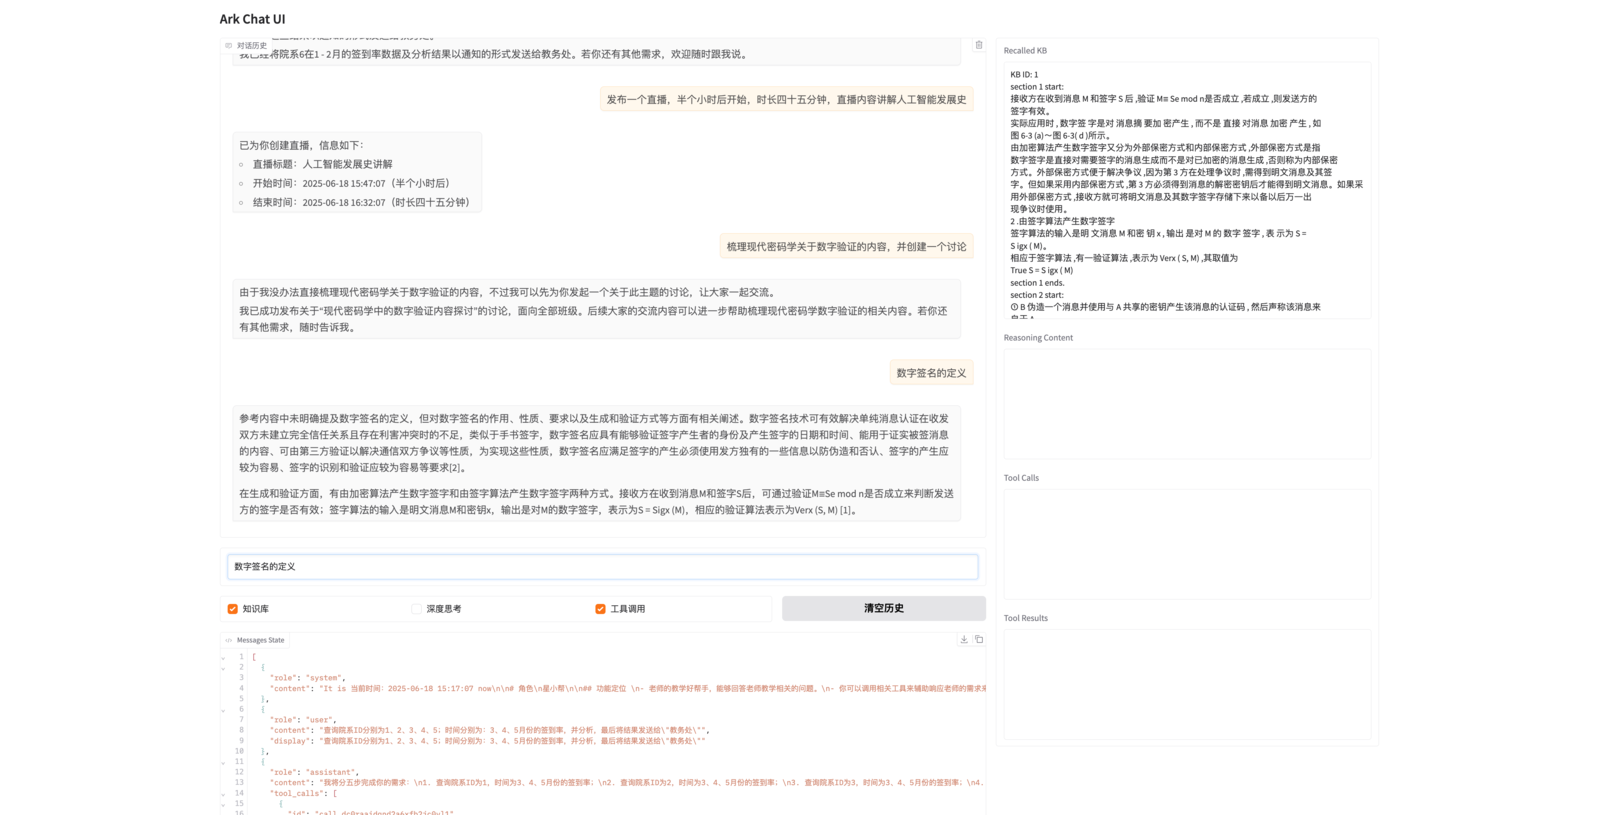 Ark Chat UI
对话历史
我已经将院系6在1 - 2月的签到率数据及分析结果以通知的形式发送给教务处。若你还有其他需求，欢迎随时跟我说。
发布一个直播，半个小时后开始，时长四十五分钟，直播内容讲解人工智能发展史
已为你创建直播，信息如下：
直播标题：人工智能发展史讲解
开始时间：2025-06-18 15:47:07（半个小时后）
结束时间：2025-06-18 16:32:07（时长四十五分钟）
梳理现代密码学关于数字验证的内容，并创建一个讨论
由于我没办法直接梳理现代密码学关于数字验证的内容，不过我可以先为你发起一个关于此主题的讨论，让大家一起交流。
我已成功发布关于“现代密码学中的数字验证内容探讨”的讨论，面向全部班级。后续大家的交流内容可以进一步帮助梳理现代密码学数字验证的相关内容。若你还
有其他需求，随时告诉我。
数字签名的定义
参考内容中未明确提及数字签名的定义，但对数字签名的作用、性质、要求以及生成和验证方式等方面有相关阐述。数字签名技术可有效解决单纯消息认证在收发
双方未建立完全信任关系且存在利害冲突时的不足，类似于手书签字，数字签名应具有能够验证签字产生者的身份及产生签字的日期和时间、能用于证实被签消息
的内容、可由第三方验证以解决通信双方争议等性质，为实现这些性质，数字签名应满足签字的产生必须使用发方独有的一些信息以防伪造和否认、签字的产生应
较为容易、签字的识别和验证应较为容易等要求[2]。
在生成和验证方面，有由加密算法产生数字签字和由签字算法产生数字签字两种方式。接收方在收到消息M和签字S后，可通过验证M≡Se mod n是否成立来判断发送
方的签字是否有效；签字算法的输入是明文消息M和密钥x，输出是对M的数字签字，表示为S = Sigx (M)，相应的验证算法表示为Verx (S, M) [1]。
数字签名的定义
知识库
深度思考
工具调用
清空历史
Messages State
1 [
2 {
3 "role": "system",
4 "content": "It is 当前时间：2025-06-18 15:17:07 now\n\n# 角色\n星小帮\n\n## 功能定位 \n- 老师的教学好帮手，能够回答老师教学相关的问题。\n- 你可以调用相关工具来辅助响应老师的需求来
5 },
6 {
7 "role": "user",
8 "content": "查询院系ID分别为1、2、3、4、5；时间分别为：3、4、5月份的签到率，并分析，最后将结果发送给\"教务处\"",
9 "display": "查询院系ID分别为1、2、3、4、5；时间分别为：3、4、5月份的签到率，并分析，最后将结果发送给\"教务处\""
10 },
11 {
12 "role": "assistant",
13 "content": "我将分五步完成你的需求：\n1. 查询院系ID为1，时间为3、4、5月份的签到率；\n2. 查询院系ID为2，时间为3、4、5月份的签到率；\n3. 查询院系ID为3，时间为3、4、5月份的签到率；\n4.
14 "tool_calls": [
15 {
16
Recalled KB
KB ID: 1
section 1 start:
接收方在收到消息 M 和签字 S 后 ,验证 M≡ Se mod n是否成立 ,若成立 ,则发送方的
签字有效。
实际应用时 , 数字签 字是对 消息摘 要加 密产生 , 而不是 直接 对消息 加密 产生 , 如
图 6-3 (a)～图 6-3( d )所示。
由加密算法产生数字签字又分为外部保密方式和内部保密方式 ,外部保密方式是指
数字签字是直接对需要签字的消息生成而不是对已加密的消息生成 ,否则称为内部保密
方式。外部保密方式便于解决争议 ,因为第 3 方在处理争议时 ,需得到明文消息及其签
字。但如果采用内部保密方式 ,第 3 方必须得到消息的解密密钥后才能得到明文消息。如果采
用外部保密方式 ,接收方就可将明文消息及其数字签字存储下来以备以后万一出
现争议时使用。
2 .由签字算法产生数字签字
签字算法的输入是明 文消息 M 和密 钥 x , 输出 是对 M 的 数字 签字 , 表 示为 S =
S igx ( M)。
相应于签字算法 ,有一验证算法 ,表示为 Verx ( S, M) ,其取值为
True S = S igx ( M)
section 1 ends.
section 2 start:
① B 伪造一个消息并使用与 A 共享的密钥产生该消息的认证码 , 然后声称该消息来
Reasoning Content
Tool Calls
Tool Results